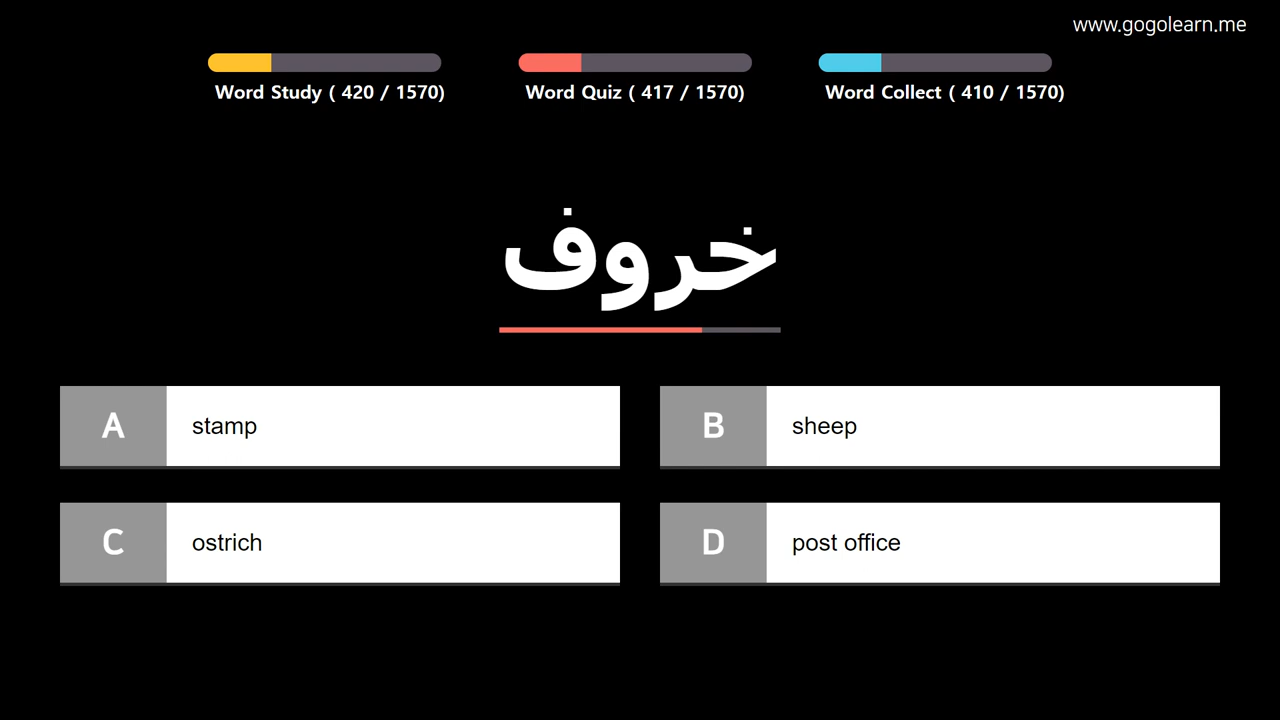 www.gogolearn.me
Word Study ( 420 / 1570)
Word Quiz ( 417 / 1570)
Word Collect ( 410 / 1570)
خروف
A stamp
B sheep
C ostrich
D post office